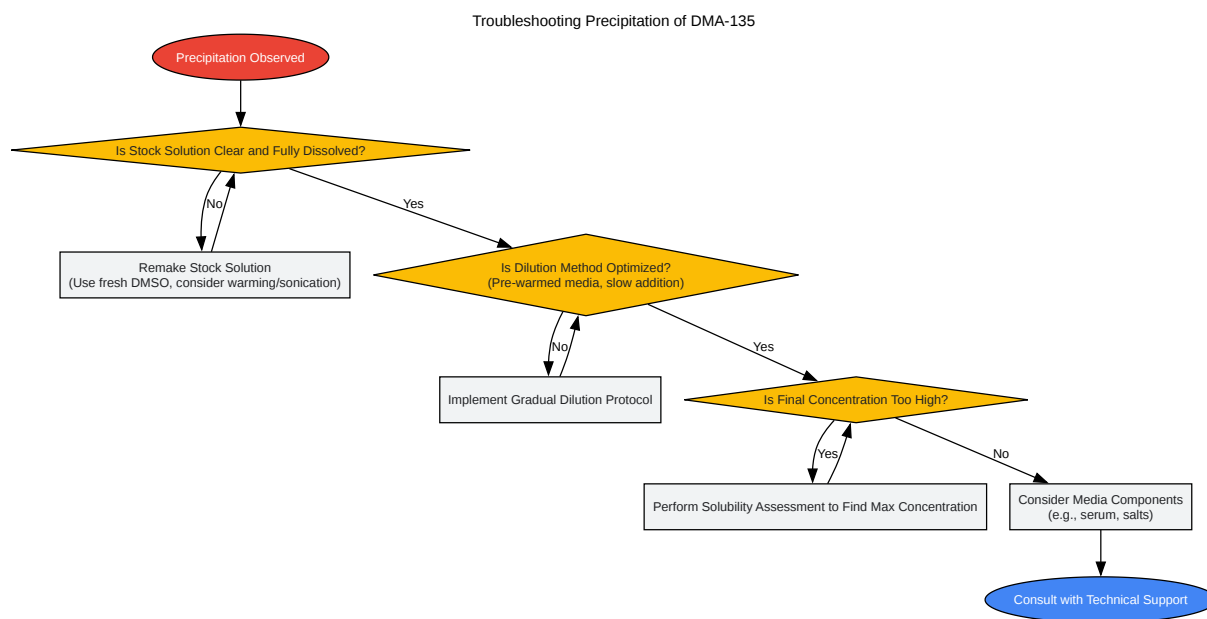 Troubleshooting Precipitation of DMA-135
Precipitation Observed
Is Stock Solution Clear and Fully Dissolved?
No
Yes
Remake Stock Solution
(Use fresh DMSO, consider warming/sonication)
Is Dilution Method Optimized?
(Pre-warmed media, slow addition)
No
Yes
Implement Gradual Dilution Protocol
Is Final Concentration Too High?
Yes
No
Perform Solubility Assessment to Find Max Concentration
Consider Media Components
(e.g., serum, salts)
Consult with Technical Support